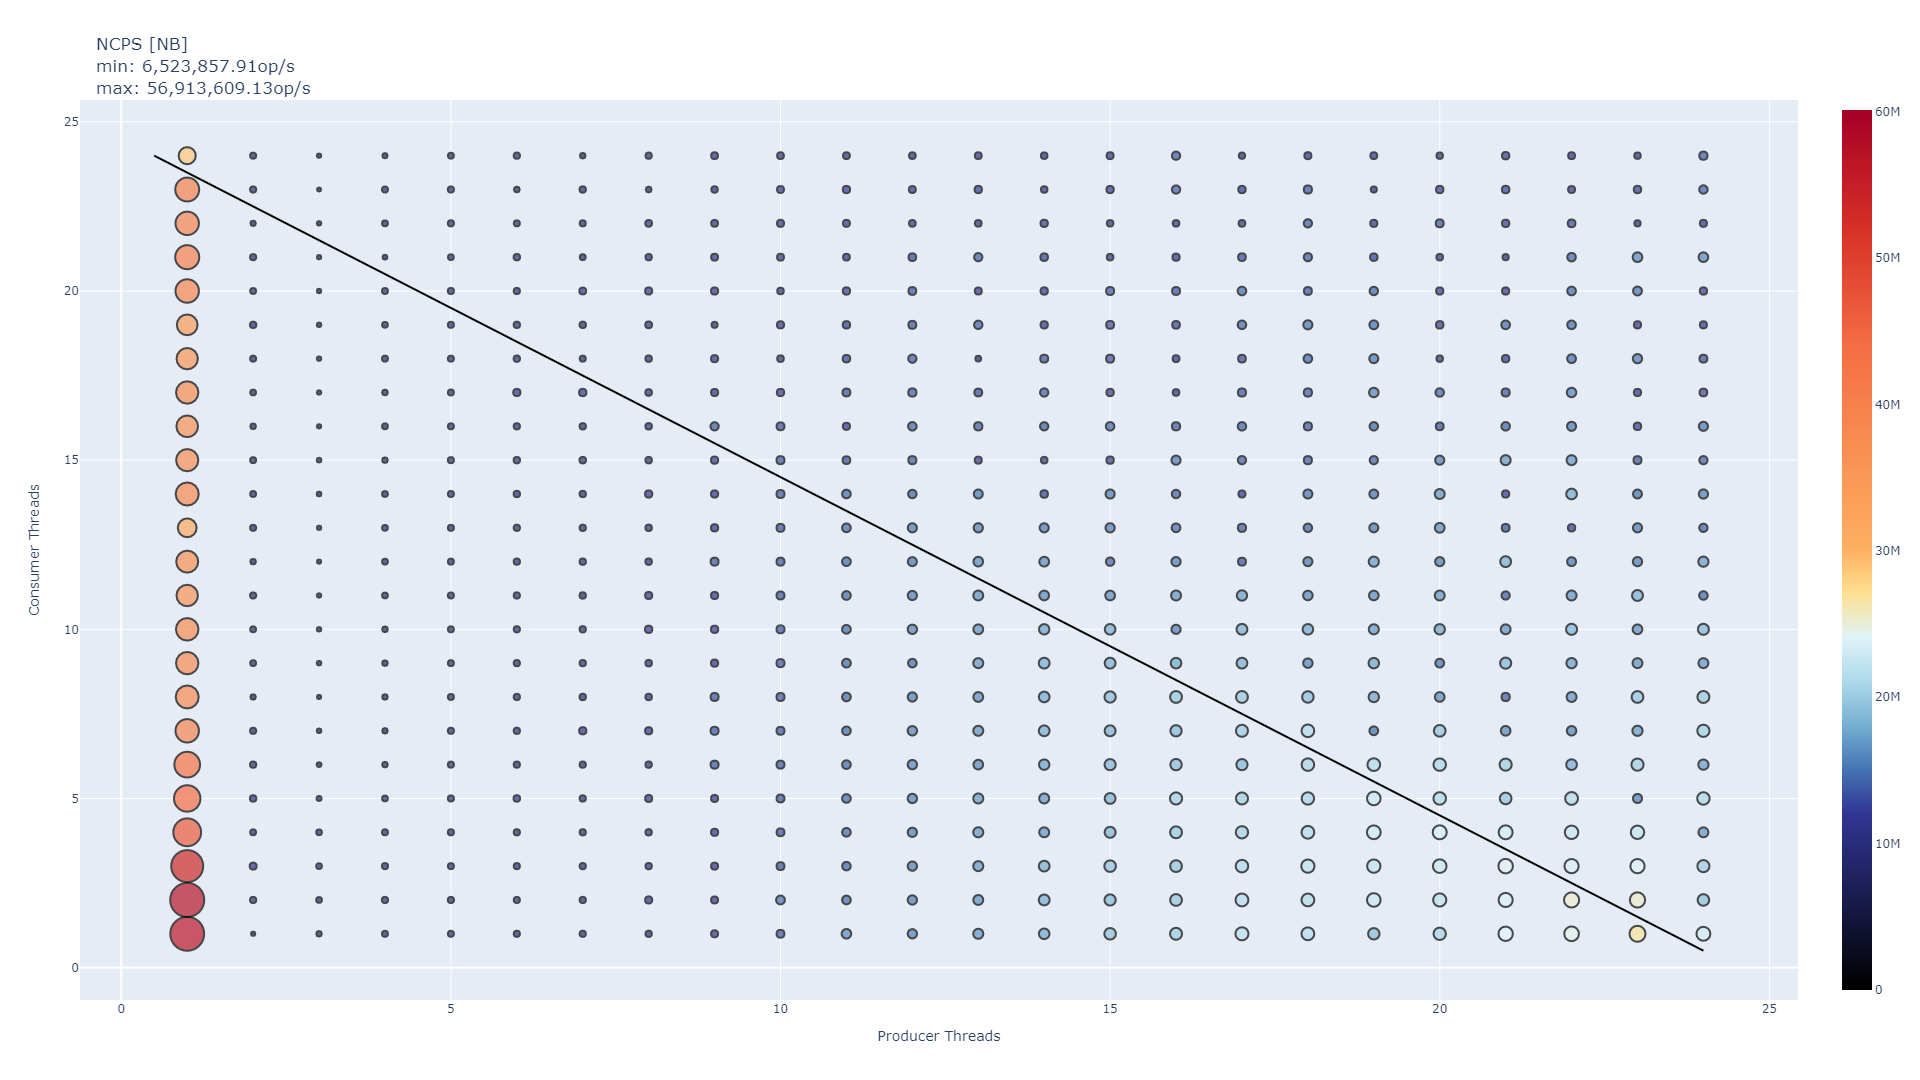 NCPS [NB]
min: 6,523,857.91op/s
max: 56,913,609.13op/s
25
20
15
10
5
0
Consumer Threads
0
5
10
15
20
25
Producer Threads
60M
50M
40M
30M
20M
10M
0